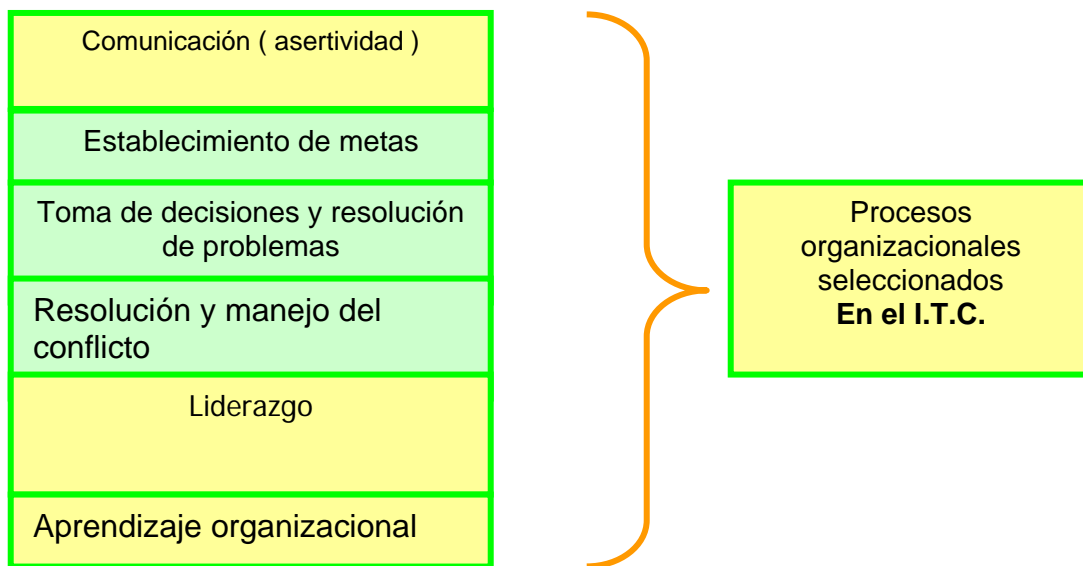 Comunicación ( asertividad )
Establecimiento de metas
Toma de decisiones y resolución
de problemas
Resolución y manejo del
conflicto
Liderazgo
Aprendizaje organizacional
Procesos
organizacionales
seleccionados
En el I.T.C.